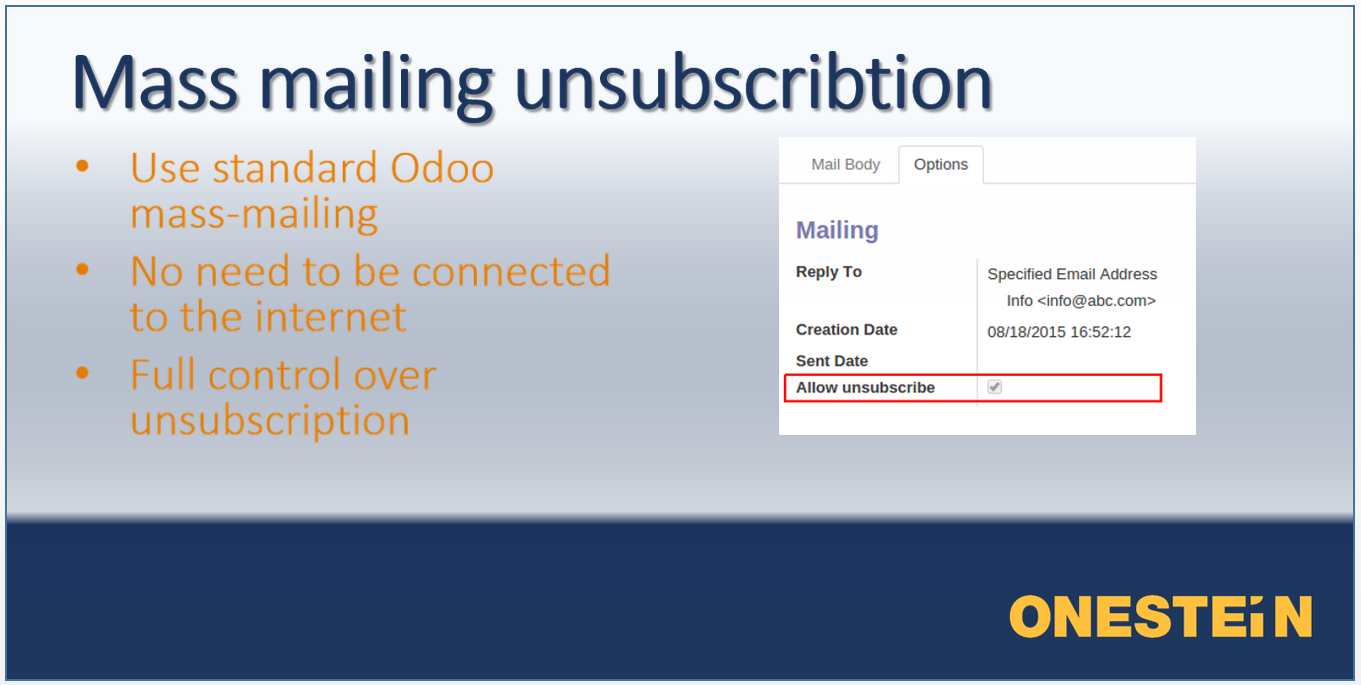 Mass mailing unsubscribtion
• Use standard Odoo
mass-mailing
• No need to be connected
to the internet
• Full control over
unsubscription
Mail Body Options
Mailing
Reply To Specified Email Address
Info <info@abc.com>
Creation Date 08/18/2015 16:52:12
Sent Date
Allow unsubscribe
ONESTEiN